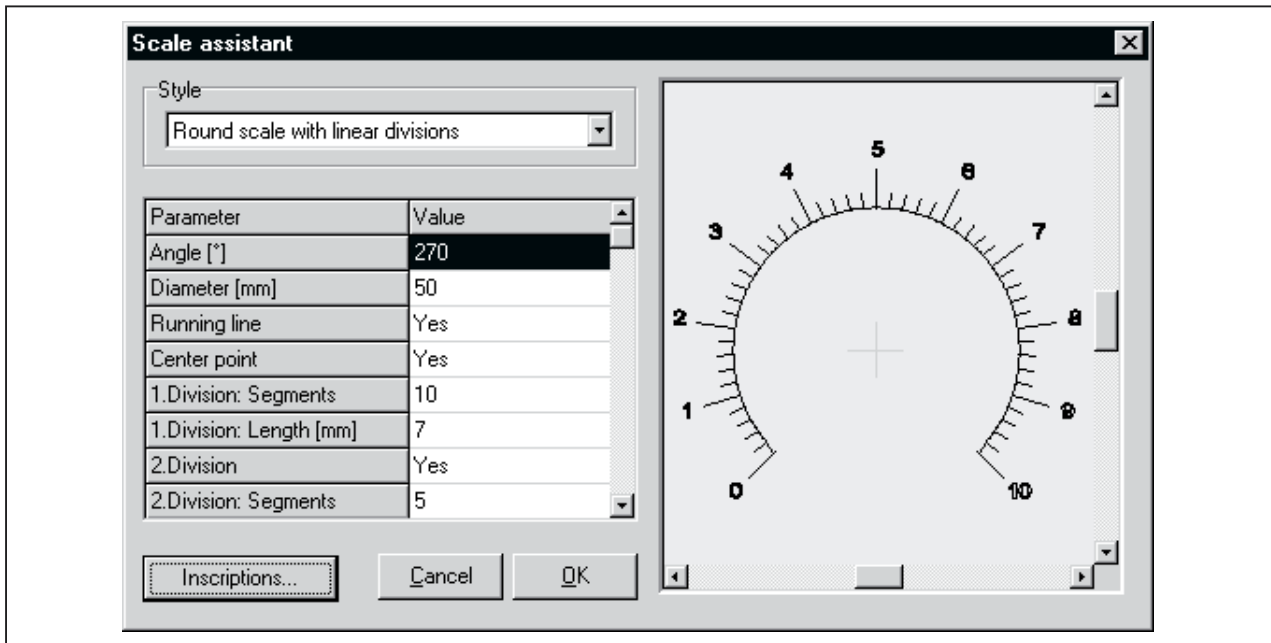 Scale assistant
Style
Round scale with linear divisions
Parameter Value
Angle [°] 270
Diameter [mm] 50
Running line Yes
Center point Yes
1.Division: Segments 10
1.Division: Length [mm] 7
2.Division Yes
2.Division: Segments 5
Inscriptions... Cancel OK
0
1
2
3
4
5
6
7
8
9
10